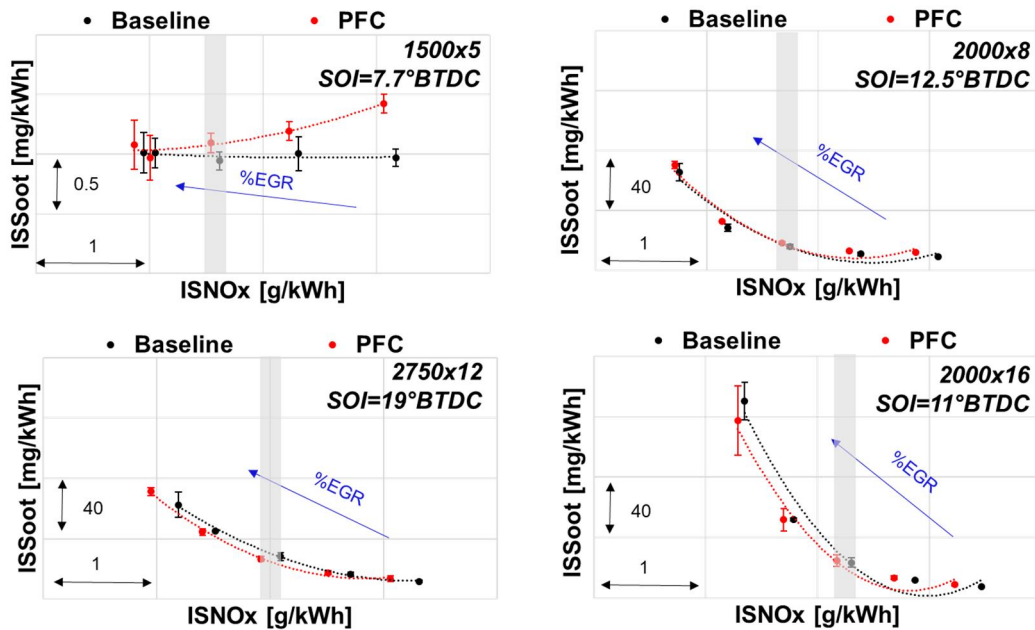 Baseline PFC
1500x5
SOI=7.7°BTDC
ISSoot [mg/kWh]
0.5
%EGR
1
ISNOx [g/kWh]
Baseline PFC
2000x8
SOI=12.5°BTDC
ISSoot [mg/kWh]
40
%EGR
1
ISNOx [g/kWh]
Baseline PFC
2750x12
SOI=19°BTDC
ISSoot [mg/kWh]
40
%EGR
1
ISNOx [g/kWh]
Baseline PFC
2000x16
SOI=11°BTDC
ISSoot [mg/kWh]
40
%EGR
1
ISNOx [g/kWh]